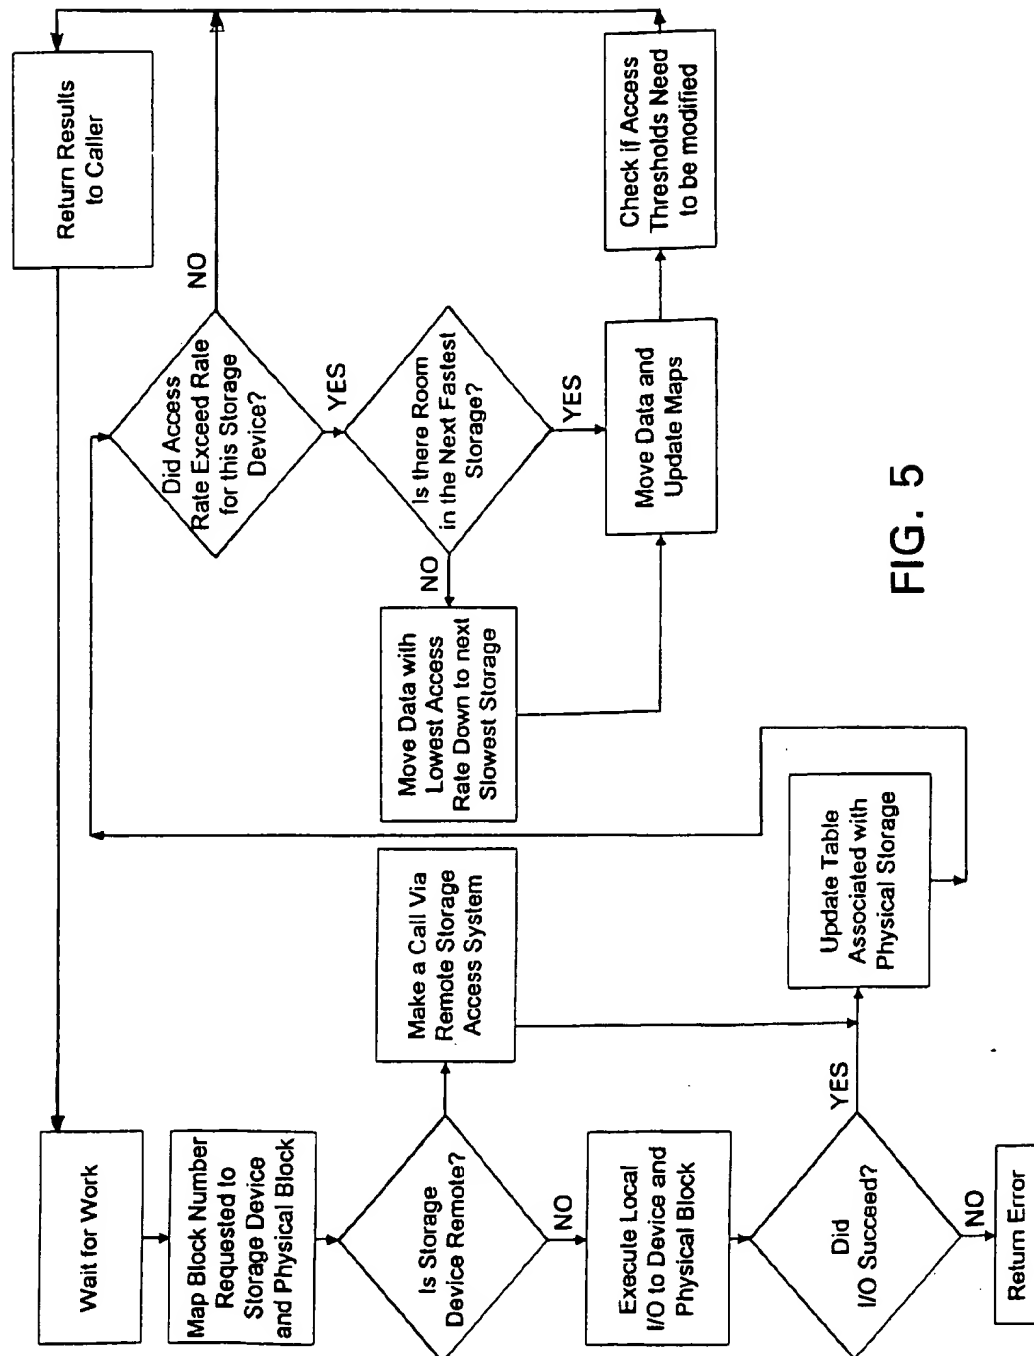 Wait for Work
Map Block Number
Requested to
Storage Device
and Physical Block
Is Storage
Device Remote?
NO
Make a Call Via
Remote Storage
Access System
Execute Local
I/O to Device and
Physical Block
Did
I/O Succeed?
YES
NO
Return Error
Update Table
Associated with
Physical Storage
Did Access
Rate Exceed Rate
for this Storage
Device?
NO
YES
Is there Room
in the Next Fastest
Storage?
NO
YES
Move Data with
Lowest Access
Rate Down to next
Slowest Storage
Move Data and
Update Maps
Check if Access
Thresholds Need
to be modified
Return Results
to Caller
FIG. 5